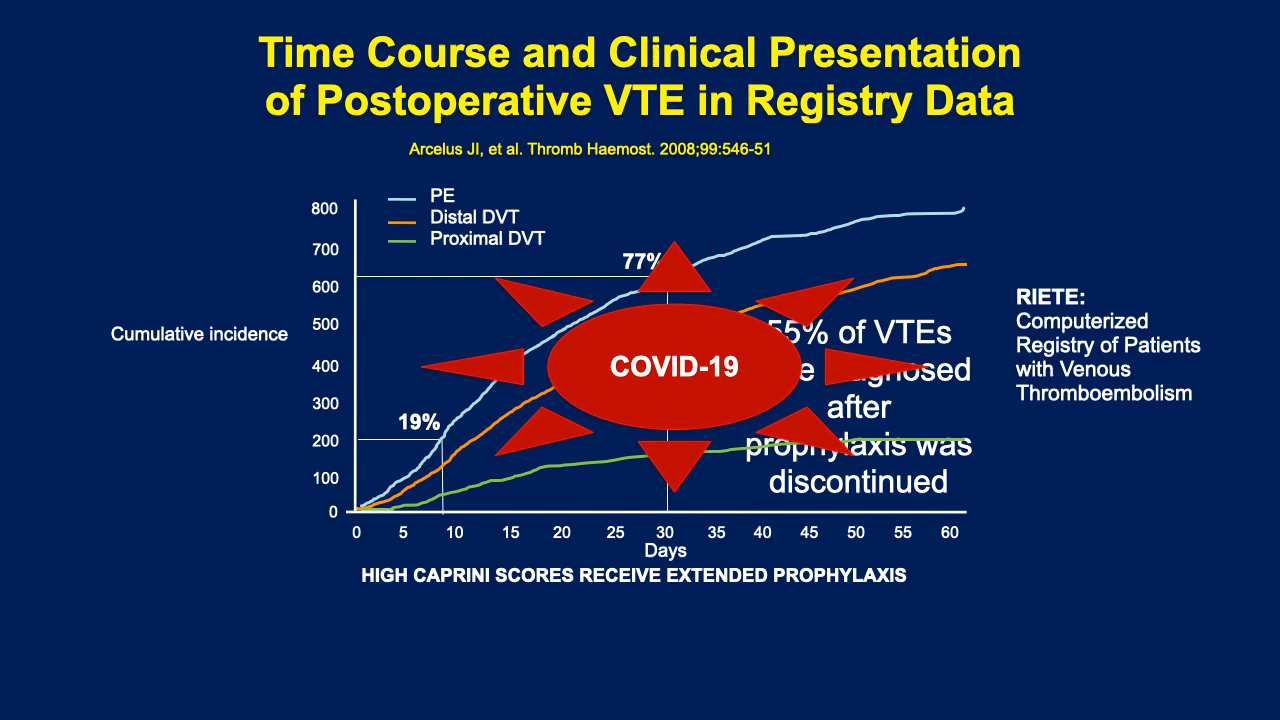 Time Course and Clinical Presentation
of Postoperative VTE in Registry Data
Arcelus JI, et al. Thromb Haemost. 2008;99:546-51
PE
Distal DVT
Proximal DVT
800
700
600
500
400
300
200
100
0
Cumulative incidence
77%
19%
COVID-19
55% of VTEs
diagnosed
after
prophylaxis was
discontinued
RIETE:
Computerized
Registry of Patients
with Venous
Thromboembolism
0 5 10 15 20 25 30 35 40 45 50 55 60
Days
HIGH CAPRINI SCORES RECEIVE EXTENDED PROPHYLAXIS